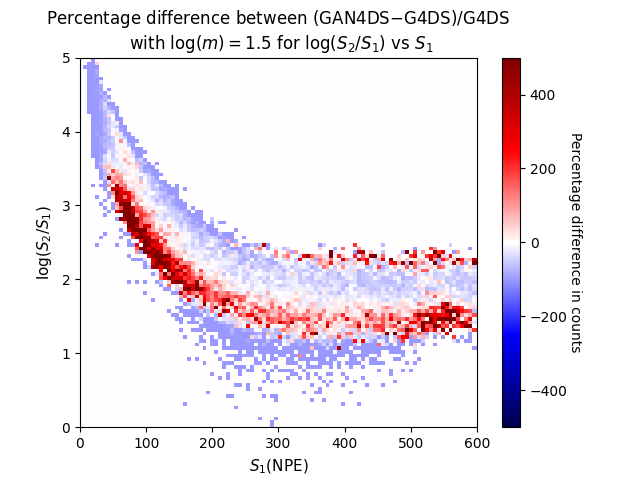 Percentage difference between (GAN4DS−G4DS)/G4DS
with log(m) = 1.5 for log(S₂/S₁) vs S₁
5
4
3
2
1
0
log(S₂/S₁)
0 100 200 300 400 500 600
S₁(NPE)
400
200
0
−200
−400
Percentage difference in counts